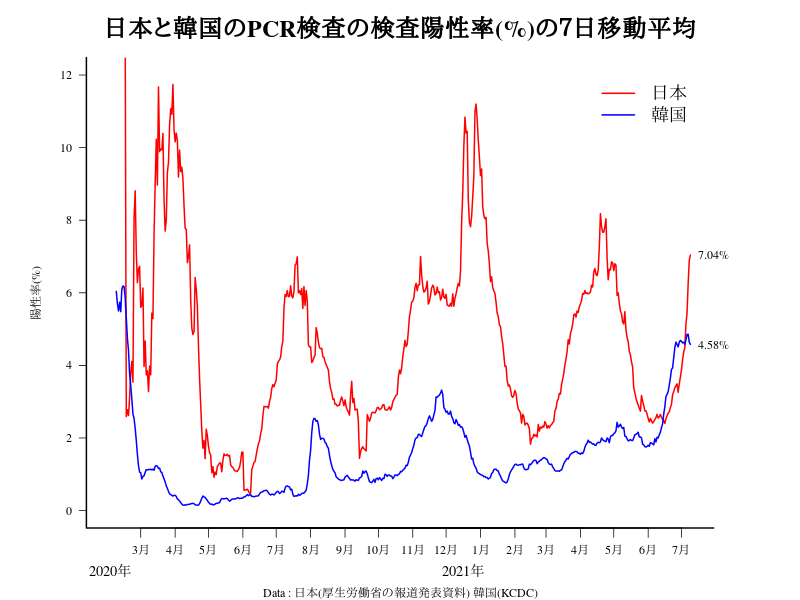 日本と韓国のPCR検査の検査陽性率(%)の7日移動平均
12
10
8
6
4
2
0
陽性率(%)
日本
韓国
7.04%
4.58%
3月 4月 5月 6月 7月 8月 9月 10月 11月 12月 1月 2月 3月 4月 5月 6月 7月
2020年 2021年
Data : 日本(厚生労働省の報道発表資料) 韓国(KCDC)